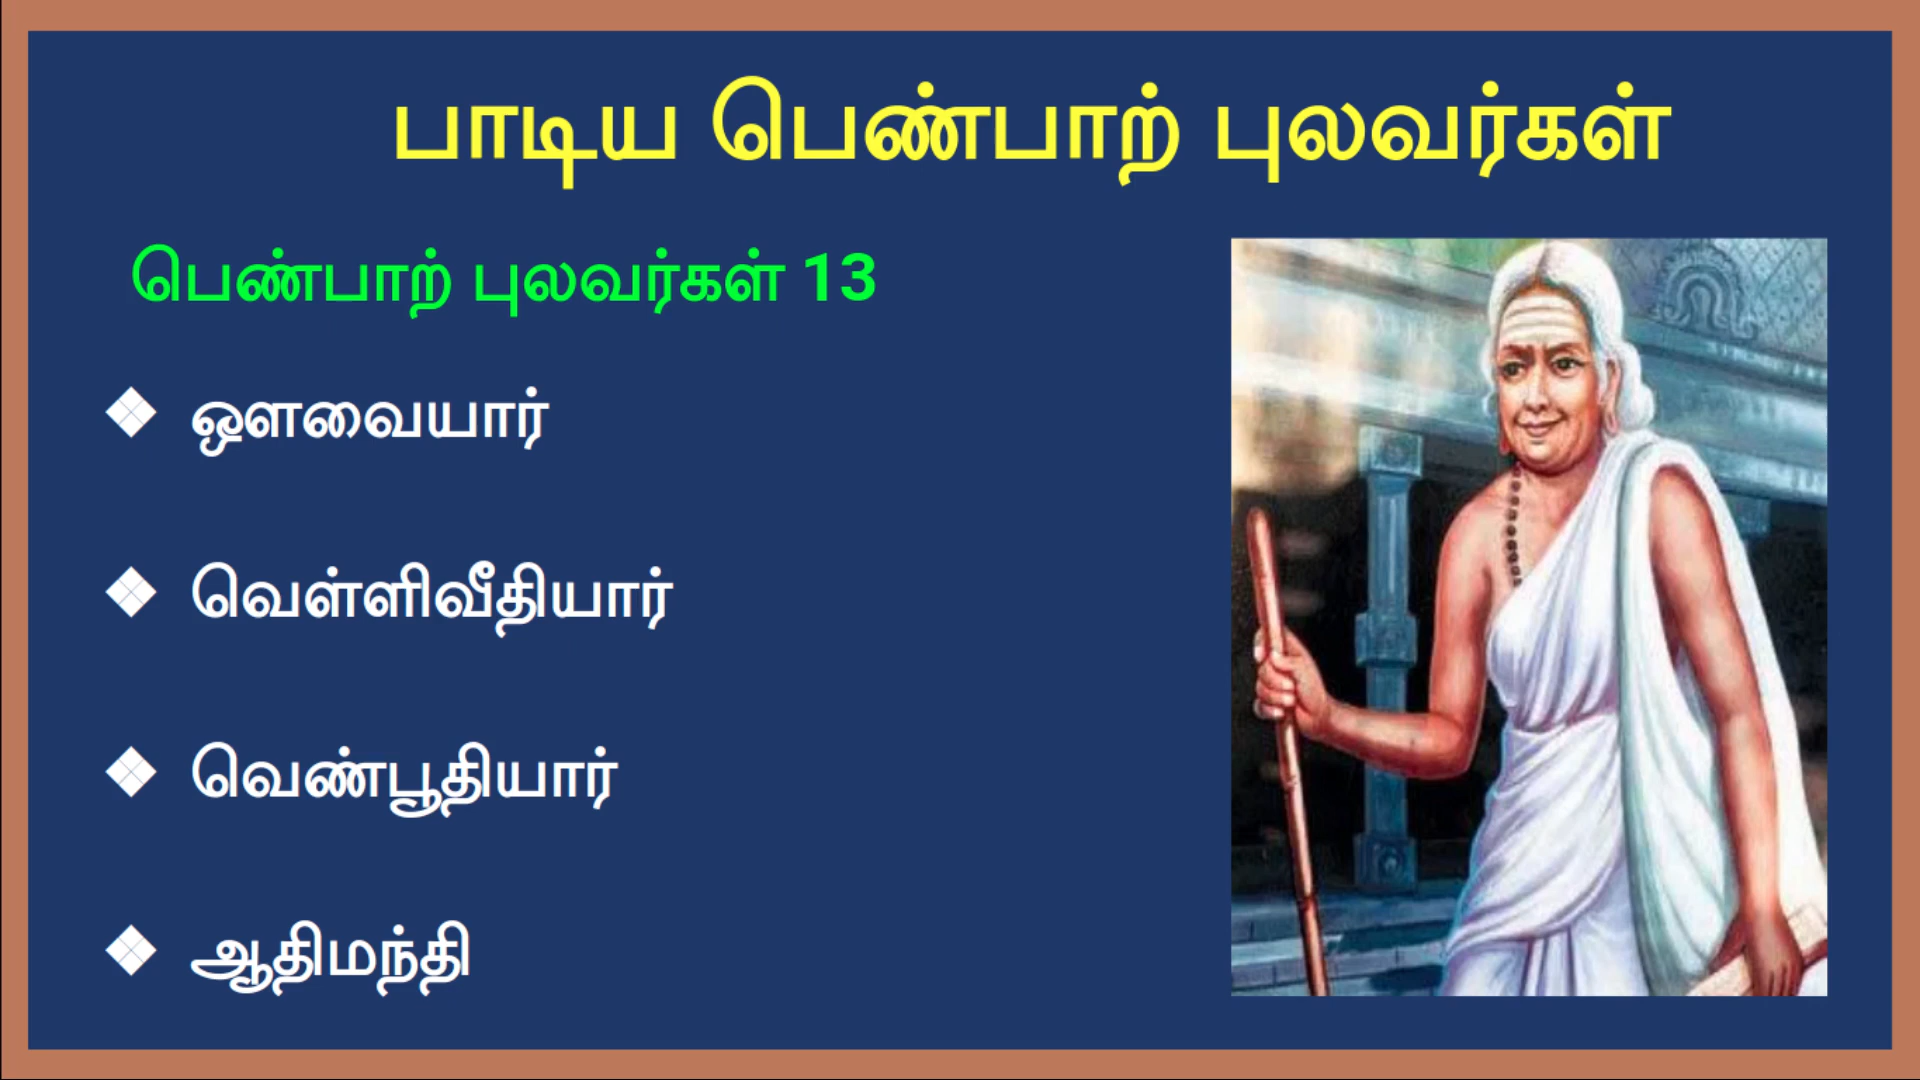 பாடிய பெண்பாற் புலவர்கள்
பெண்பாற் புலவர்கள் 13
❖ ஔவையார்
❖ வெள்ளிவீதியார்
❖ வெண்பூதியார்
❖ ஆதிமந்தி